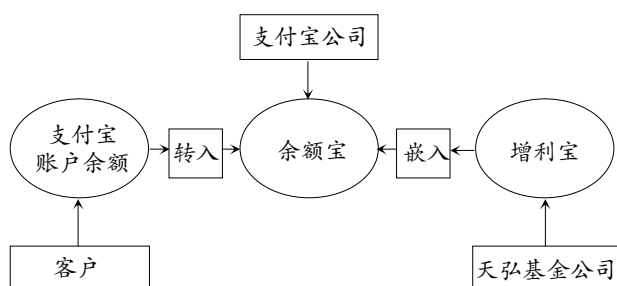 支付宝公司
支付宝
账户余额
转入
余额宝
嵌入
增利宝
客户
天弘基金公司